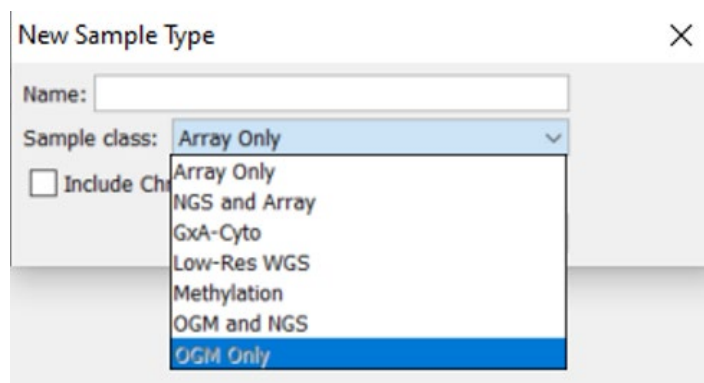 New Sample Type
Name:
Sample class: Array Only
Array Only
Include
NGS and Array
GxA-Cyto
Low-Res WGS
Methylation
OGM and NGS
OGM Only